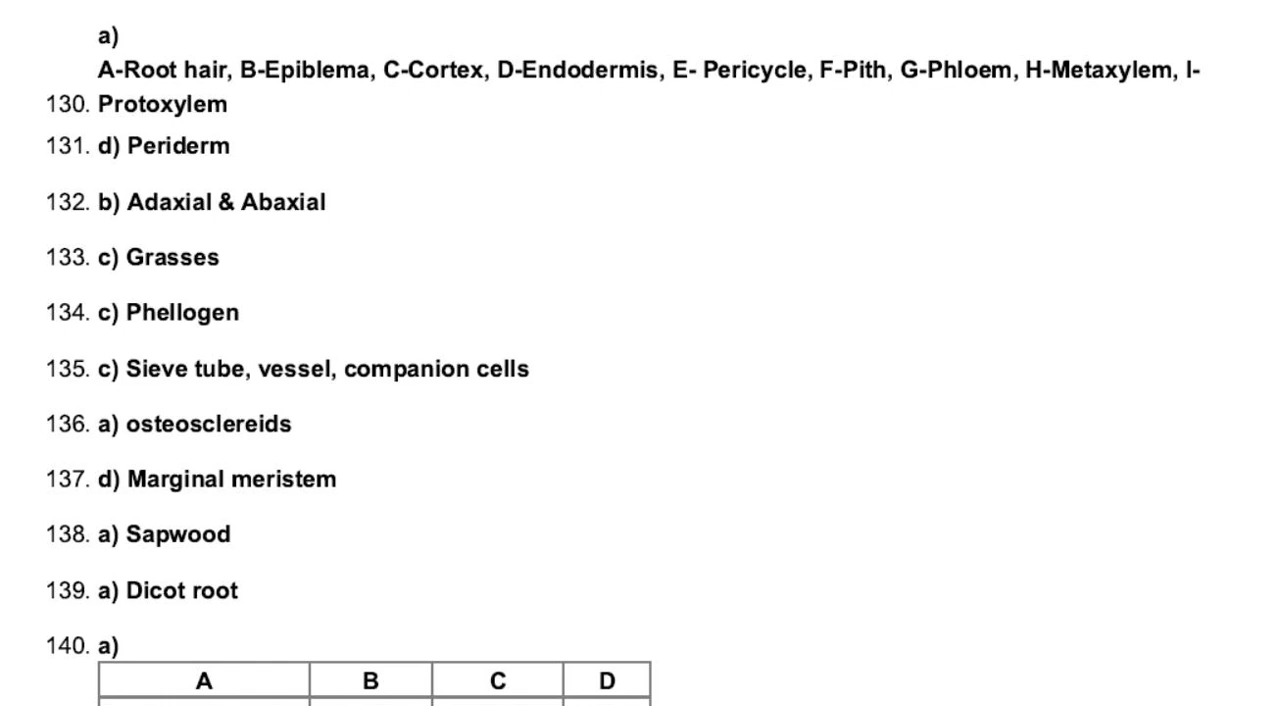 a)
A-Root hair, B-Epiblema, C-Cortex, D-Endodermis, E- Pericycle, F-Pith, G-Phloem, H-Metaxylem, I-
130. Protoxylem
131. d) Periderm
132. b) Adaxial & Abaxial
133. c) Grasses
134. c) Phellogen
135. c) Sieve tube, vessel, companion cells
136. a) osteosclereids
137. d) Marginal meristem
138. a) Sapwood
139. a) Dicot root
140. a)
A B C D